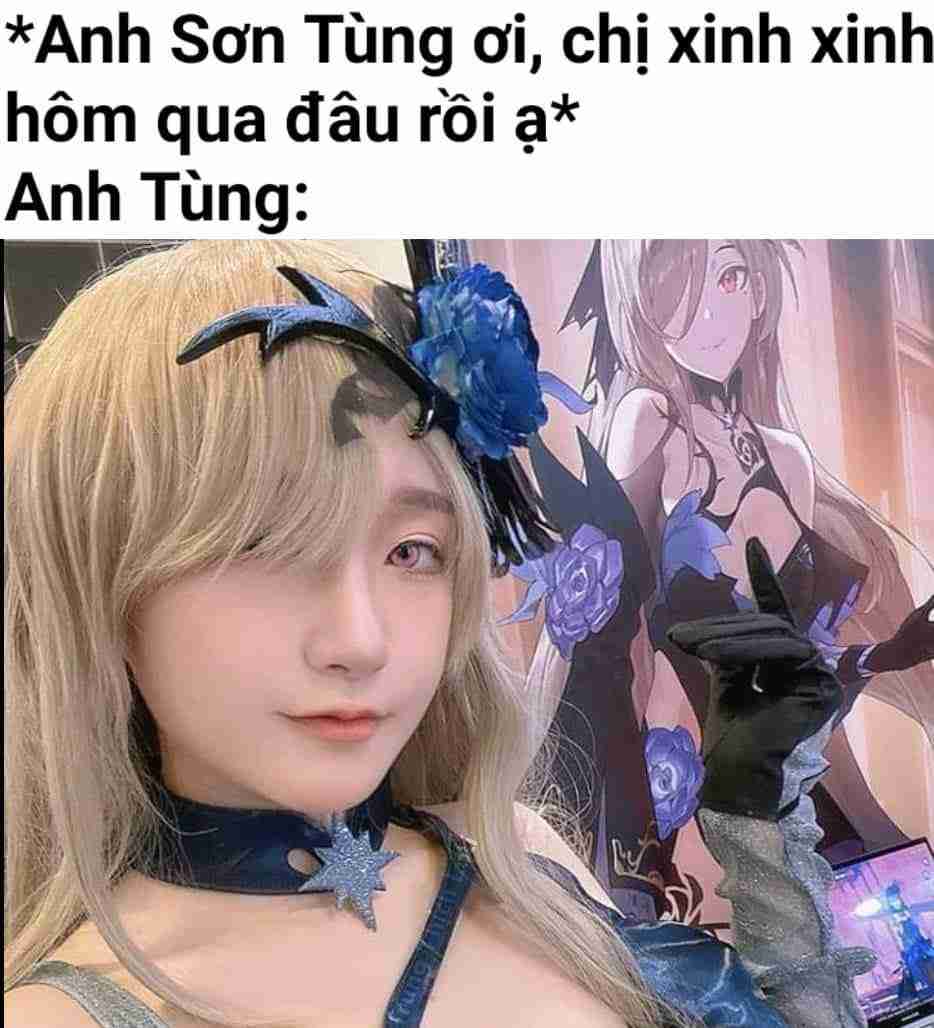 *Anh Sơn Tùng ơi, chị xinh xinh
hôm qua đâu rồi ạ*
Anh Tùng: